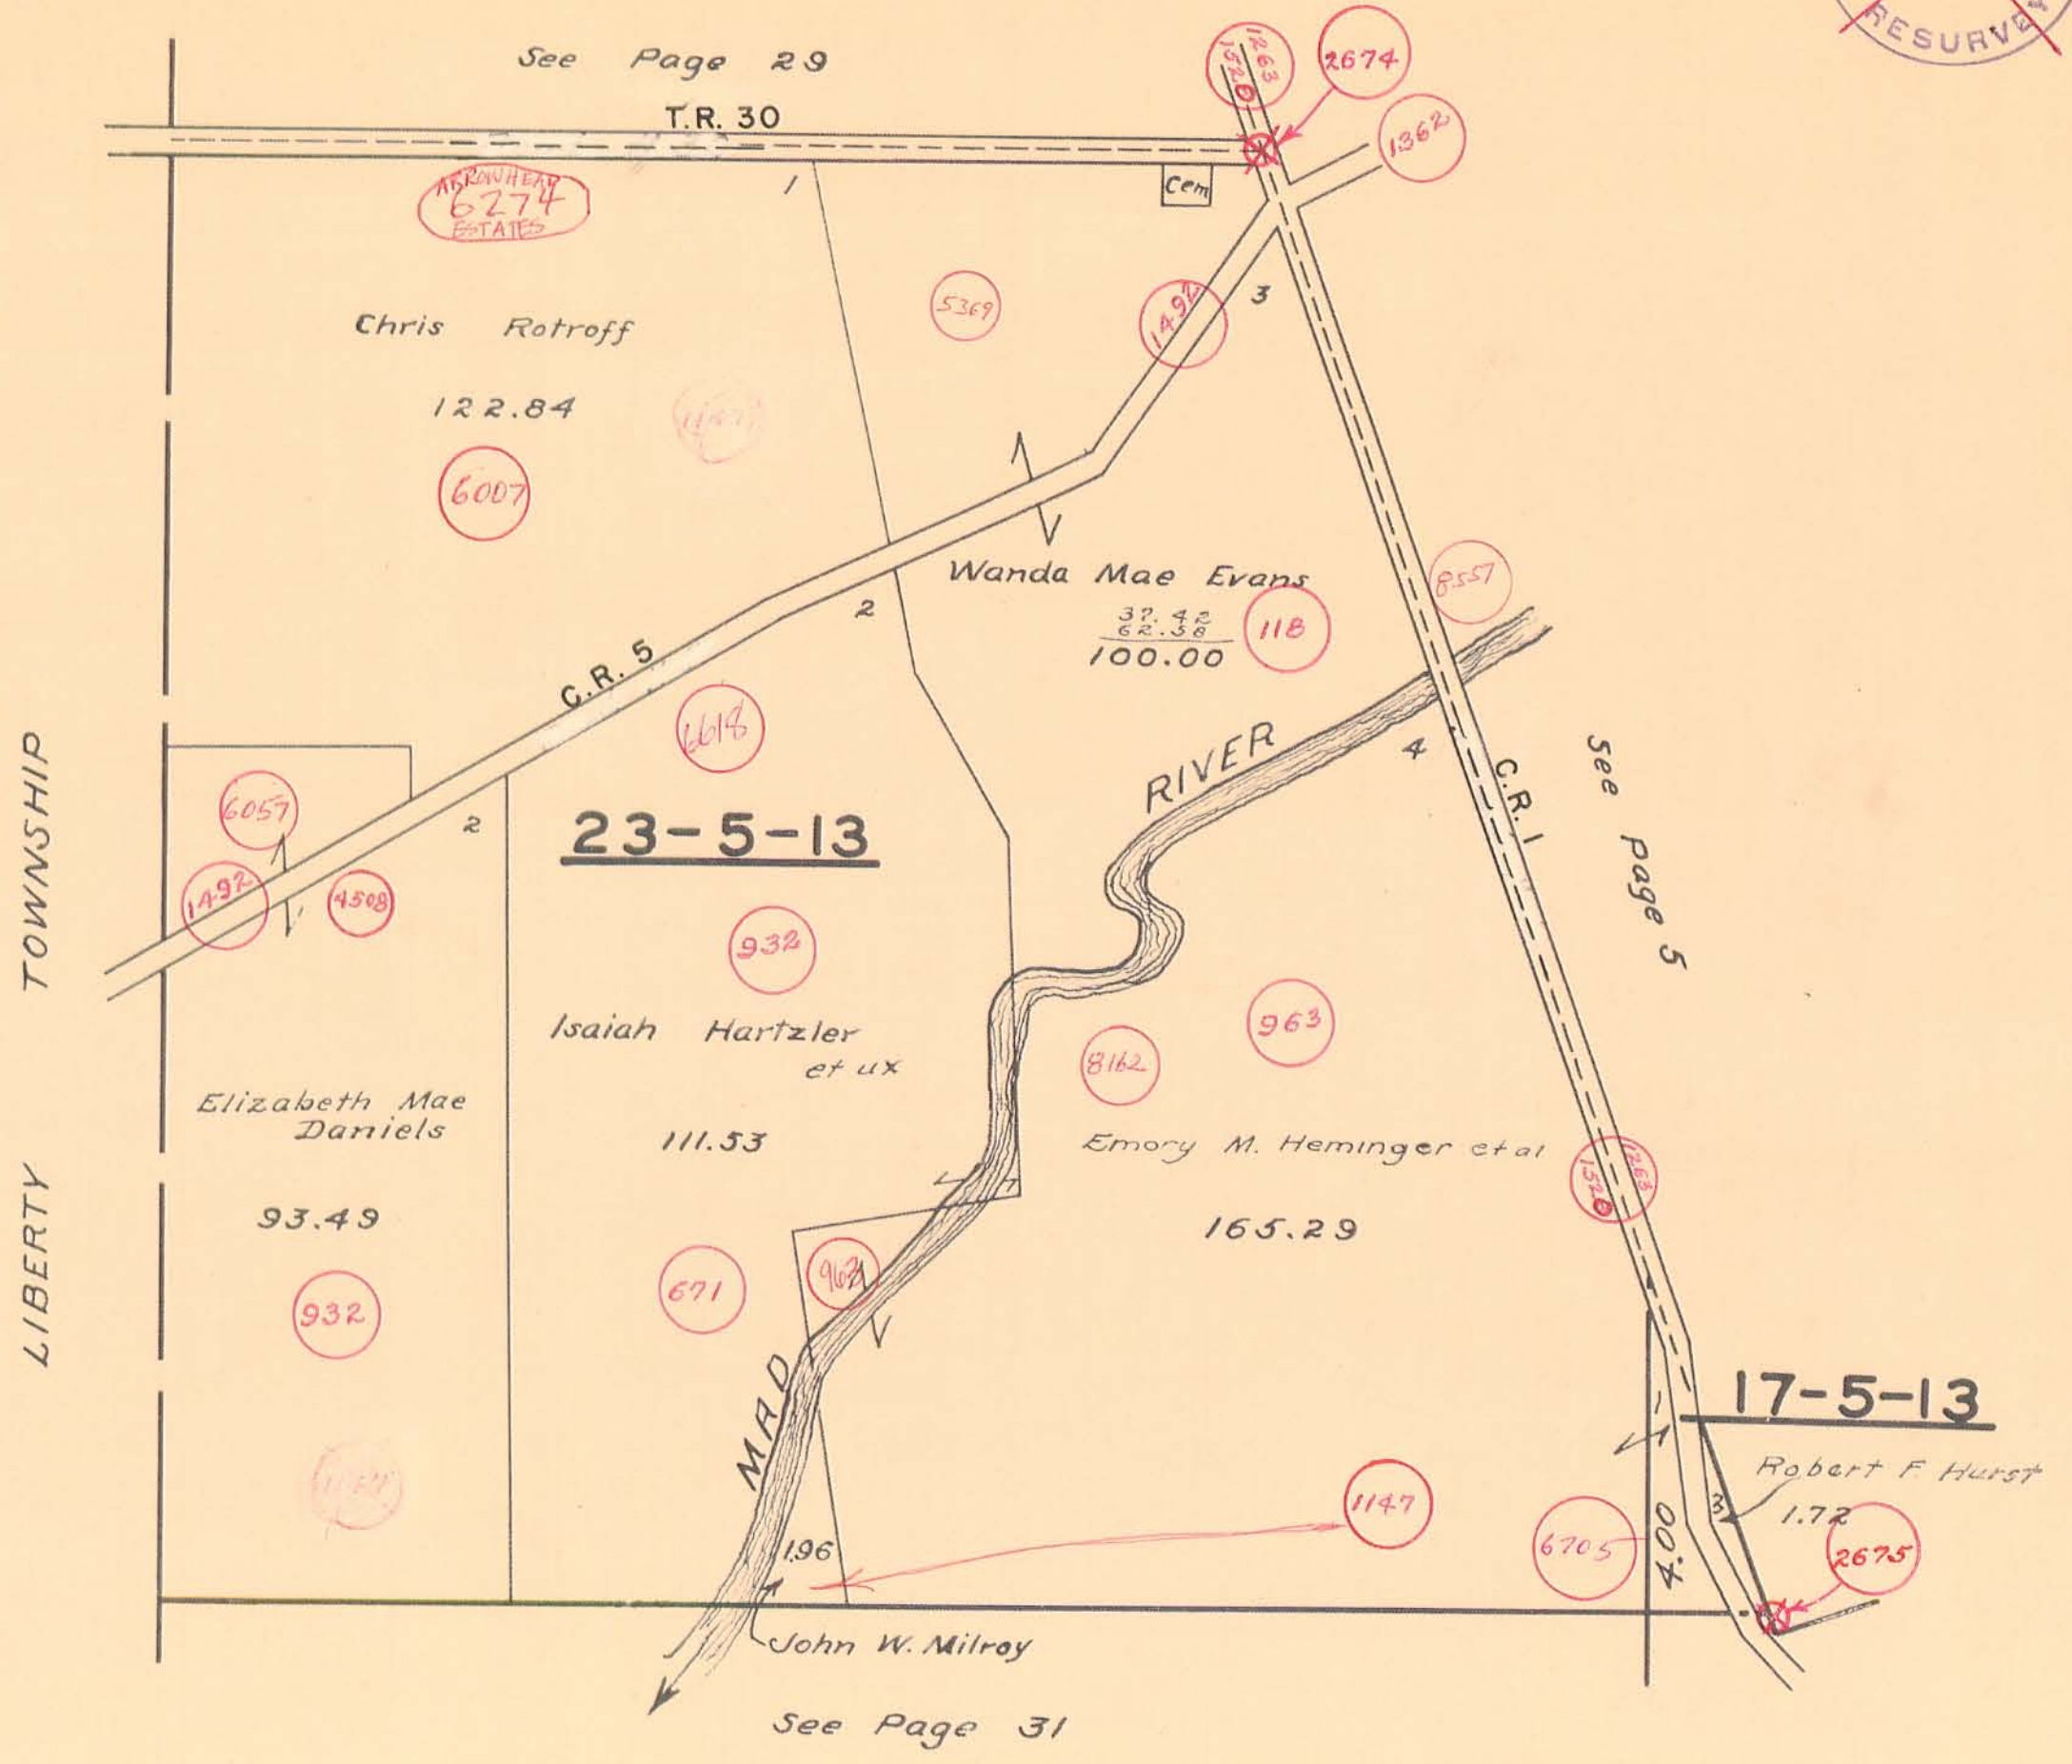 RESURVEY
See Page 29
T.R. 30
1263
1520
2674
1362
Cem
1
ARROWHEAD
6274
ESTATES
5369
1492
3
Chris Rotroff
122.84
6007
Wanda Mae Evans
37.42
62.58
100.00
118
8557
2
C.R. 5
6618
RIVER
4
C.R. 1
See page 5
TOWNSHIP
LIBERTY
6057
1492
4508
2
23-5-13
932
Isaiah Hartzler
et ux
111.53
963
8162
Elizabeth Mae
Daniels
93.49
932
Emory M. Heminger et al
165.29
1263
1520
671
963
MAD
17-5-13
Robert F. Hurst
1.72
3
1147
6705
4.00
2675
1.96
John W. Milroy
See Page 31